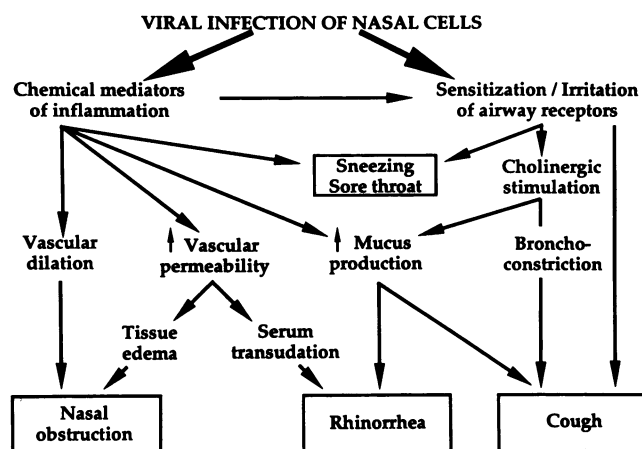 VIRAL INFECTION OF NASAL CELLS
Chemical mediators
of inflammation
Sensitization / Irritation
of airway receptors
Sneezing
Sore throat
Cholinergic
stimulation
Vascular
dilation
Vascular
permeability
Mucus
production
Broncho-
constriction
Tissue
edema
Serum
transudation
Nasal
obstruction
Rhinorrhea
Cough